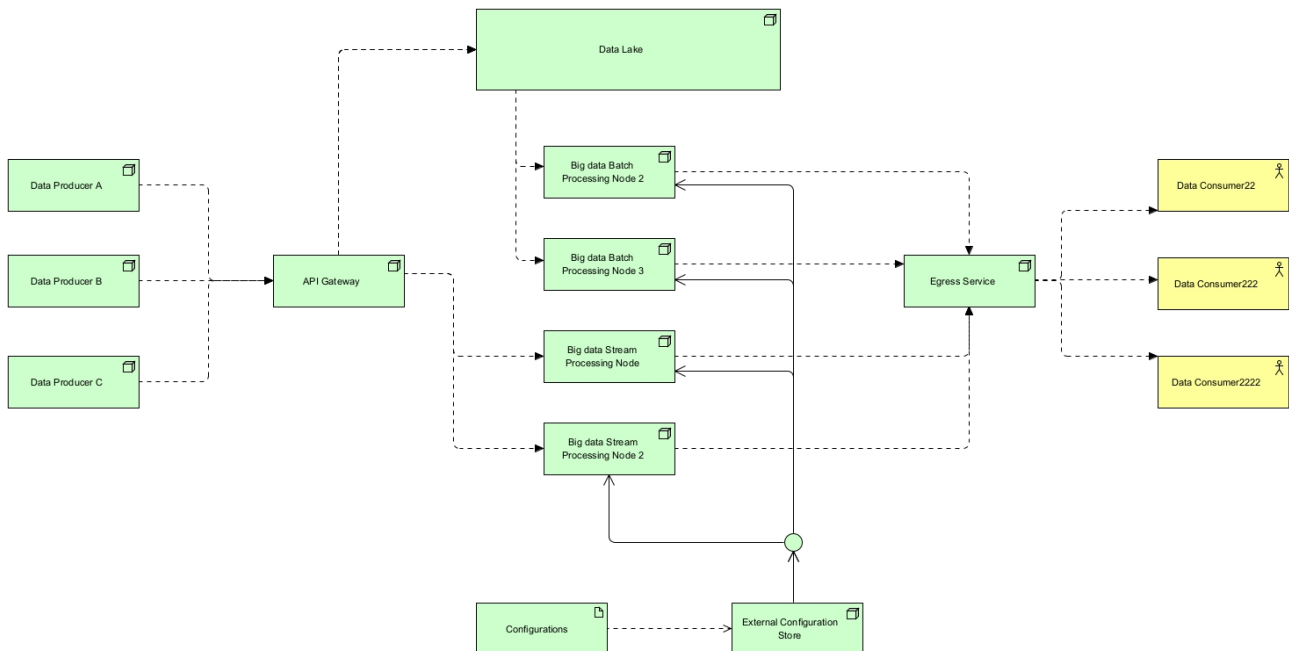 Data Lake
Big data Batch
Processing Node 2
Data Producer A
Data Consumer22
Big data Batch
Processing Node 3
Data Producer B
API Gateway
Egress Service
Data Consumer222
Big data Stream
Processing Node
Data Producer C
Data Consumer2222
Big data Stream
Processing Node 2
Configurations
External Configuration
Store